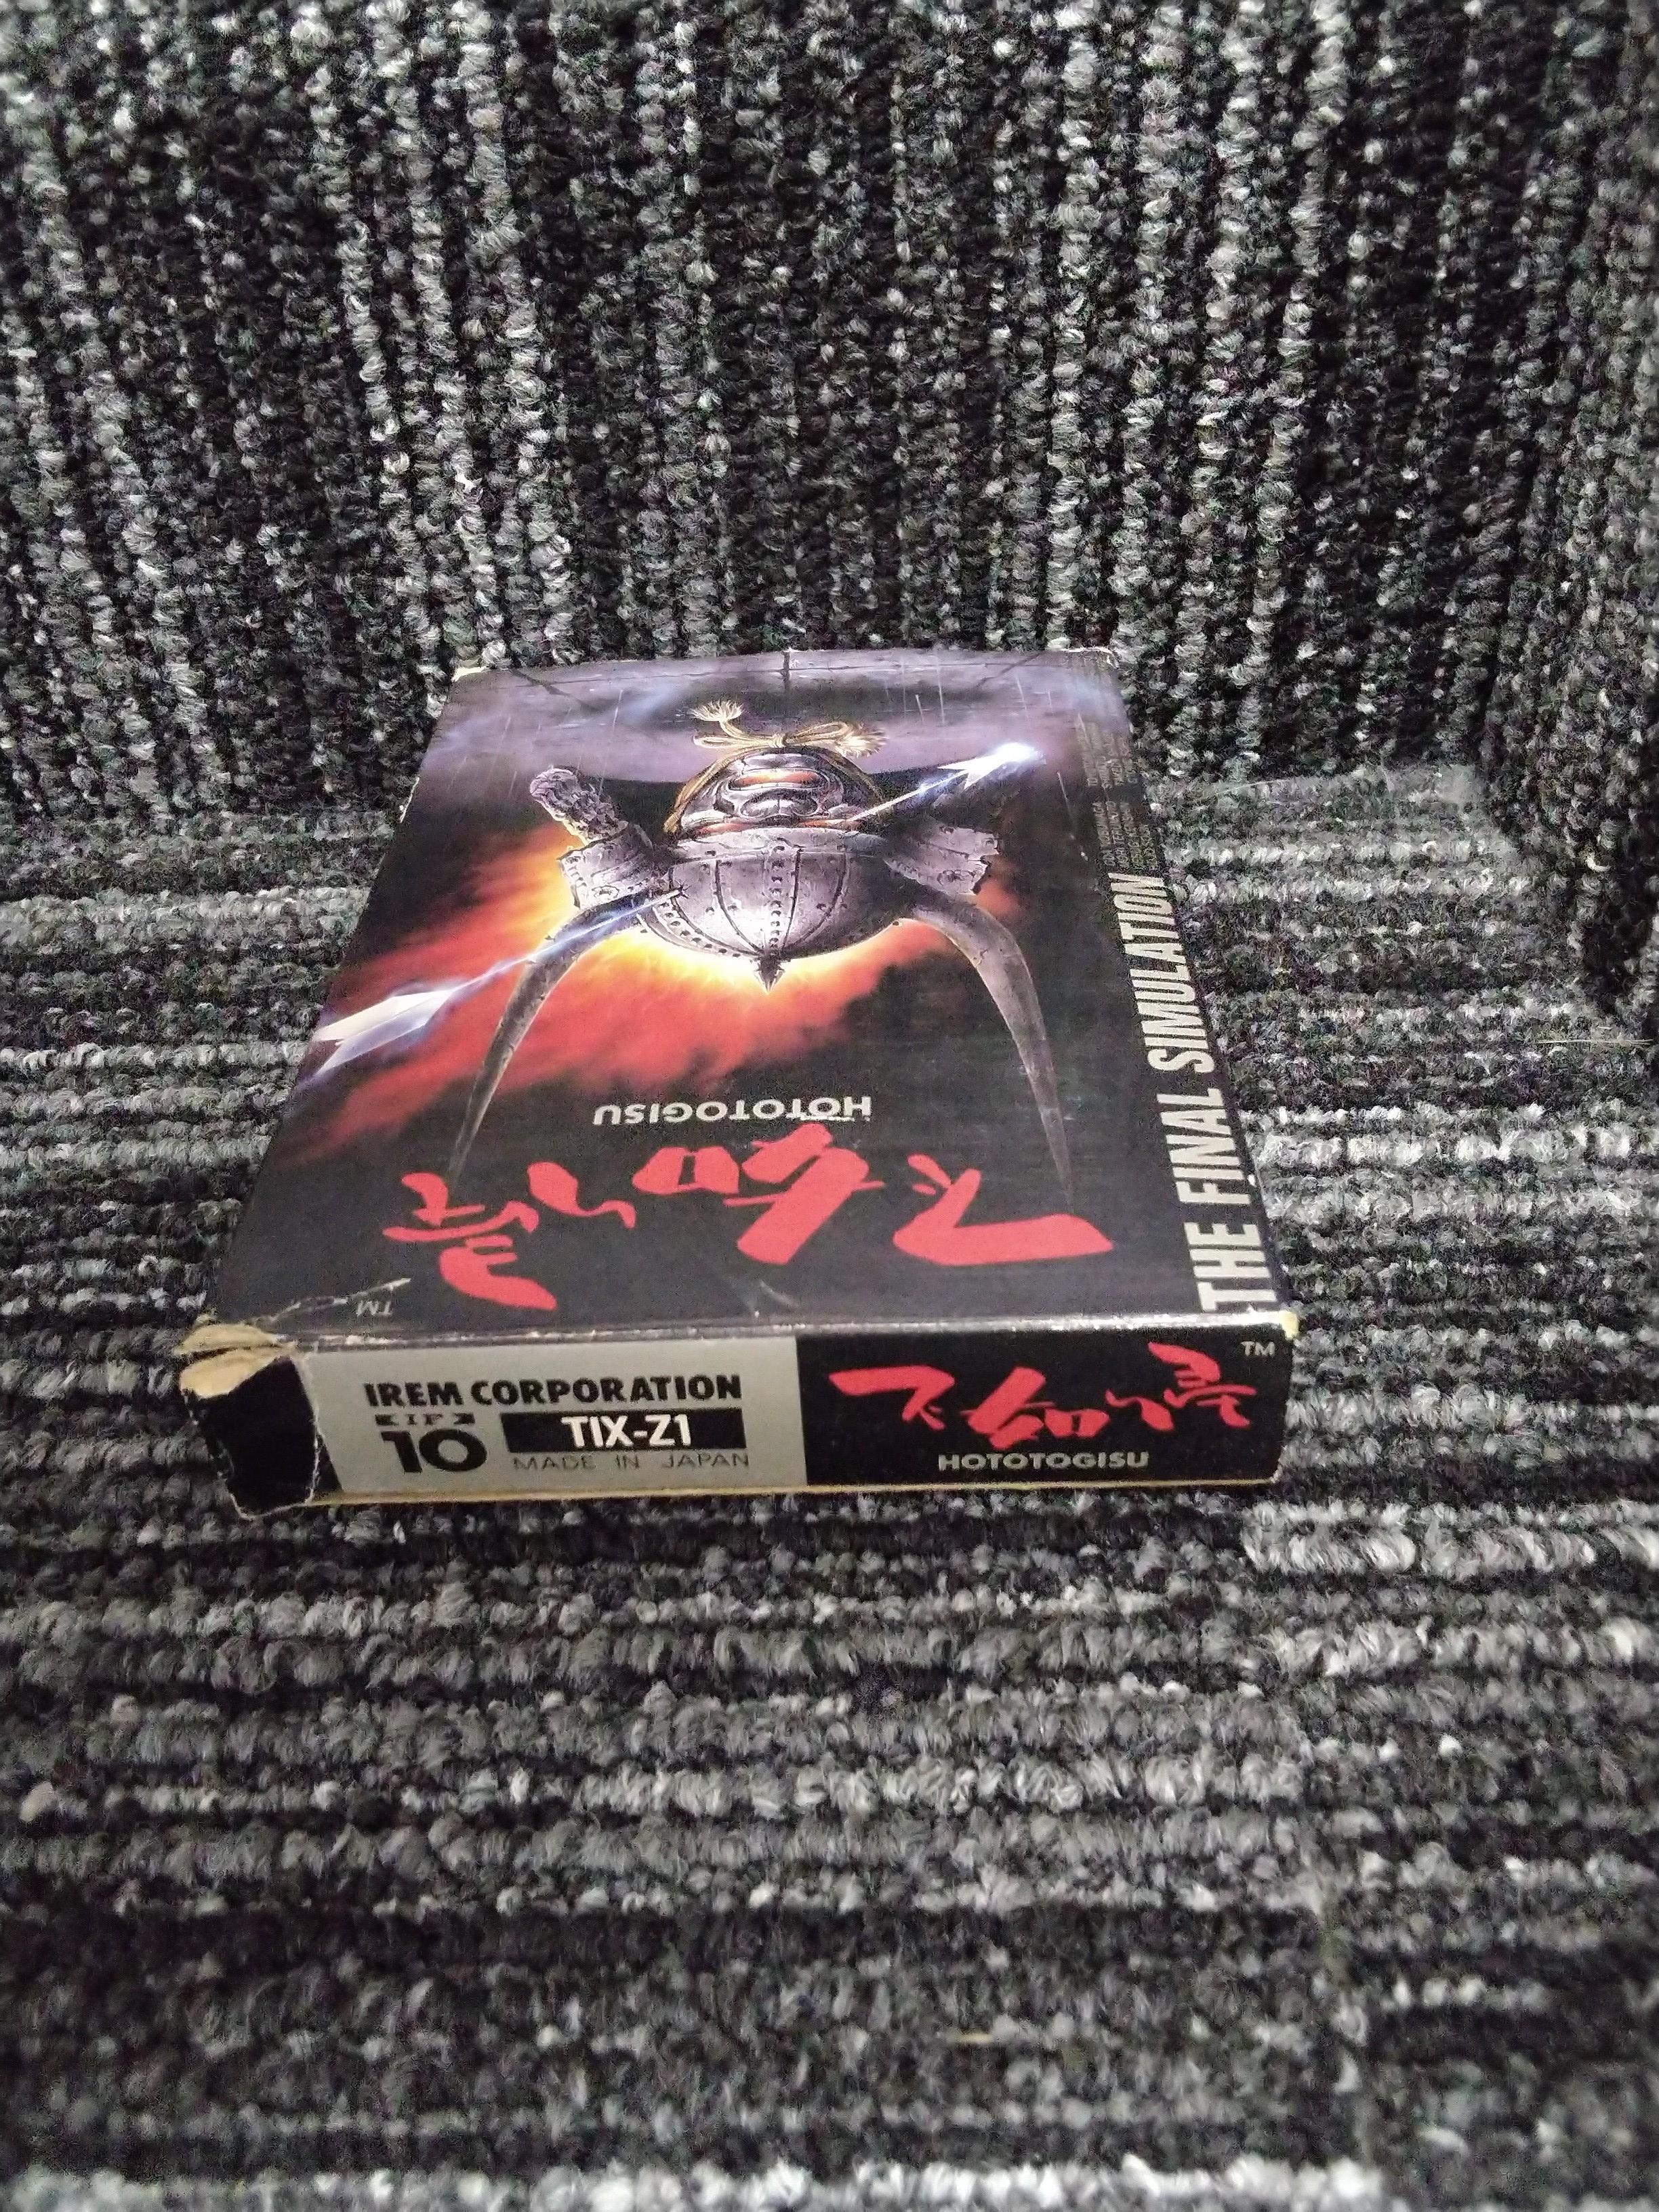 不如帰
HOTOTOGISU
TM
THE FINAL SIMULATION
IREM CORPORATION
IF
10
TIX-Z1
MADE IN JAPAN
不如帰
TM
HOTOTOGISU